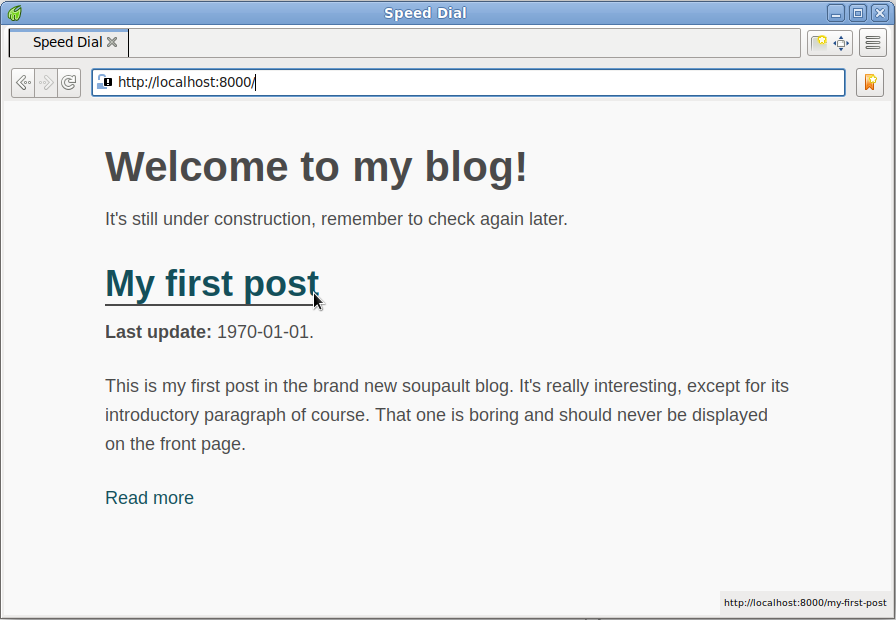 Speed Dial
Speed Dial
http://localhost:8000/
Welcome to my blog!
It's still under construction, remember to check again later.
My first post
Last update: 1970-01-01.
This is my first post in the brand new soupault blog. It's really interesting, except for its
introductory paragraph of course. That one is boring and should never be displayed
on the front page.
Read more
http://localhost:8000/my-first-post